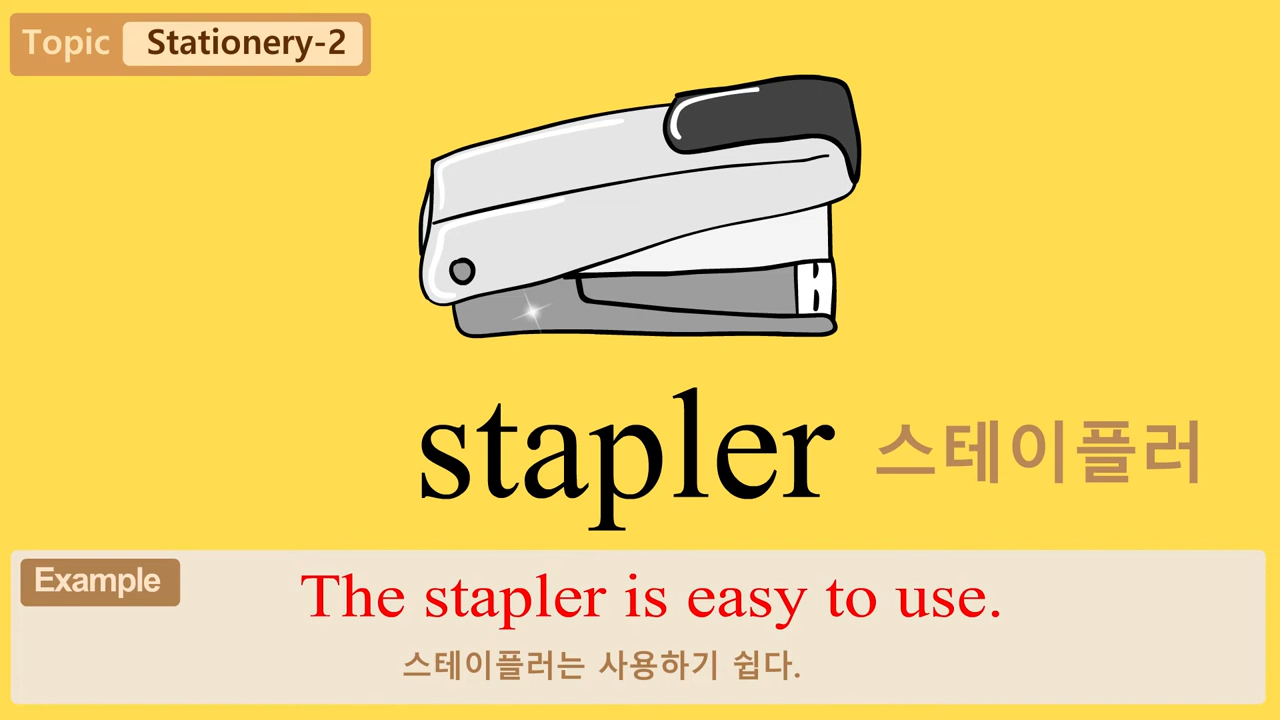 Topic Stationery-2
stapler 스테이플러
Example
The stapler is easy to use.
스테이플러는 사용하기 쉽다.